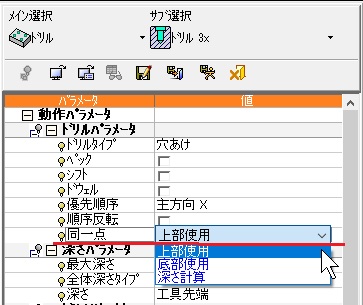 メイン選択 サブ選択
ドリル ドリル 3x
パラメータ 値
動作パラメータ
ドリルパラメータ
ドリルタイプ 穴あけ
ペック
シフト
ドウェル
優先順序 主方向 X
順序反転
同一点 上部使用
上部使用
深さパラメータ 底部使用
最大深さ 深さ計算
全体深さタイプ
深さ 工具先端